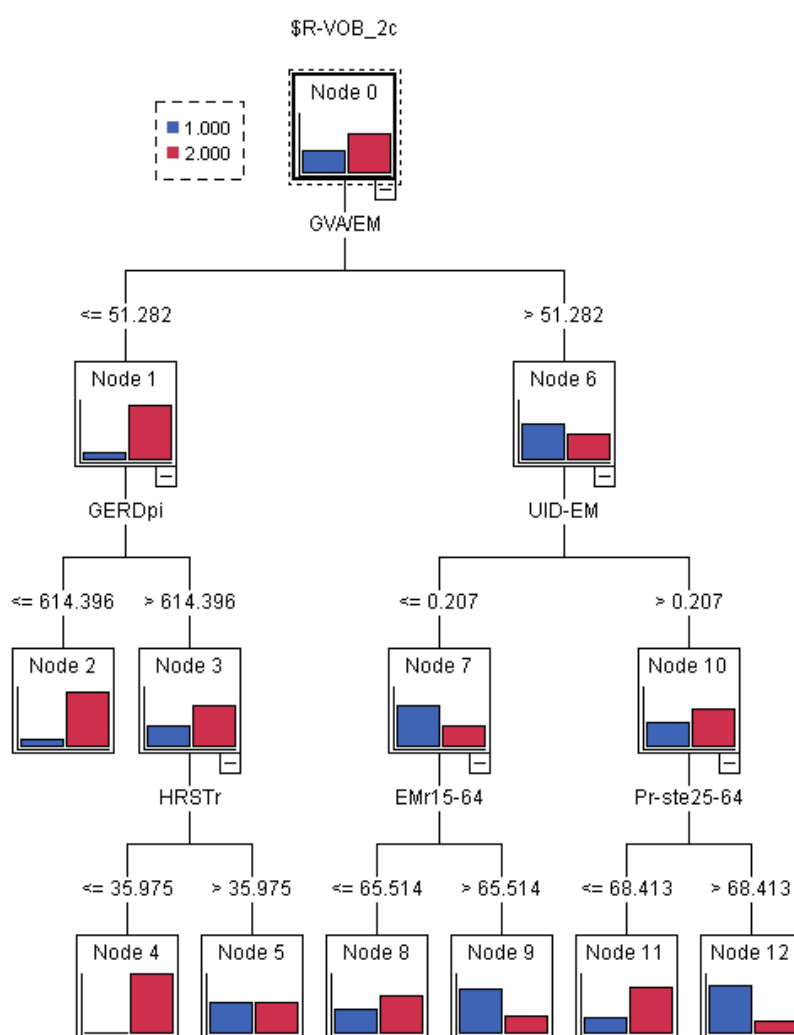 $R-VOB_2c
Node 0
1.000
2.000
GVA/EM
<= 51.282 > 51.282
Node 1 Node 6
GERDpi UID-EM
<= 614.396 > 614.396 <= 0.207 > 0.207
Node 2 Node 3 Node 7 Node 10
HRSTr EMr15-64 Pr-ste25-64
<= 35.975 > 35.975 <= 65.514 > 65.514 <= 68.413 > 68.413
Node 4 Node 5 Node 8 Node 9 Node 11 Node 12